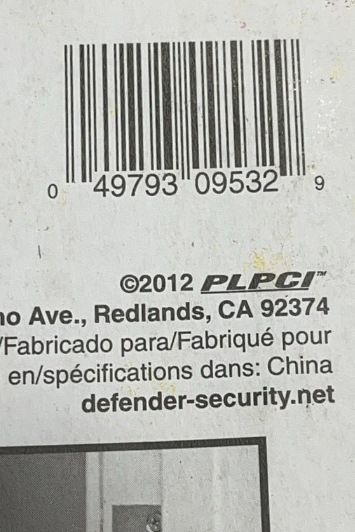 0 49793 09532 9
©2012 PLPCI™
no Ave., Redlands, CA 92374
/Fabricado para/Fabriqué pour
en/spécifications dans: China
defender-security.net